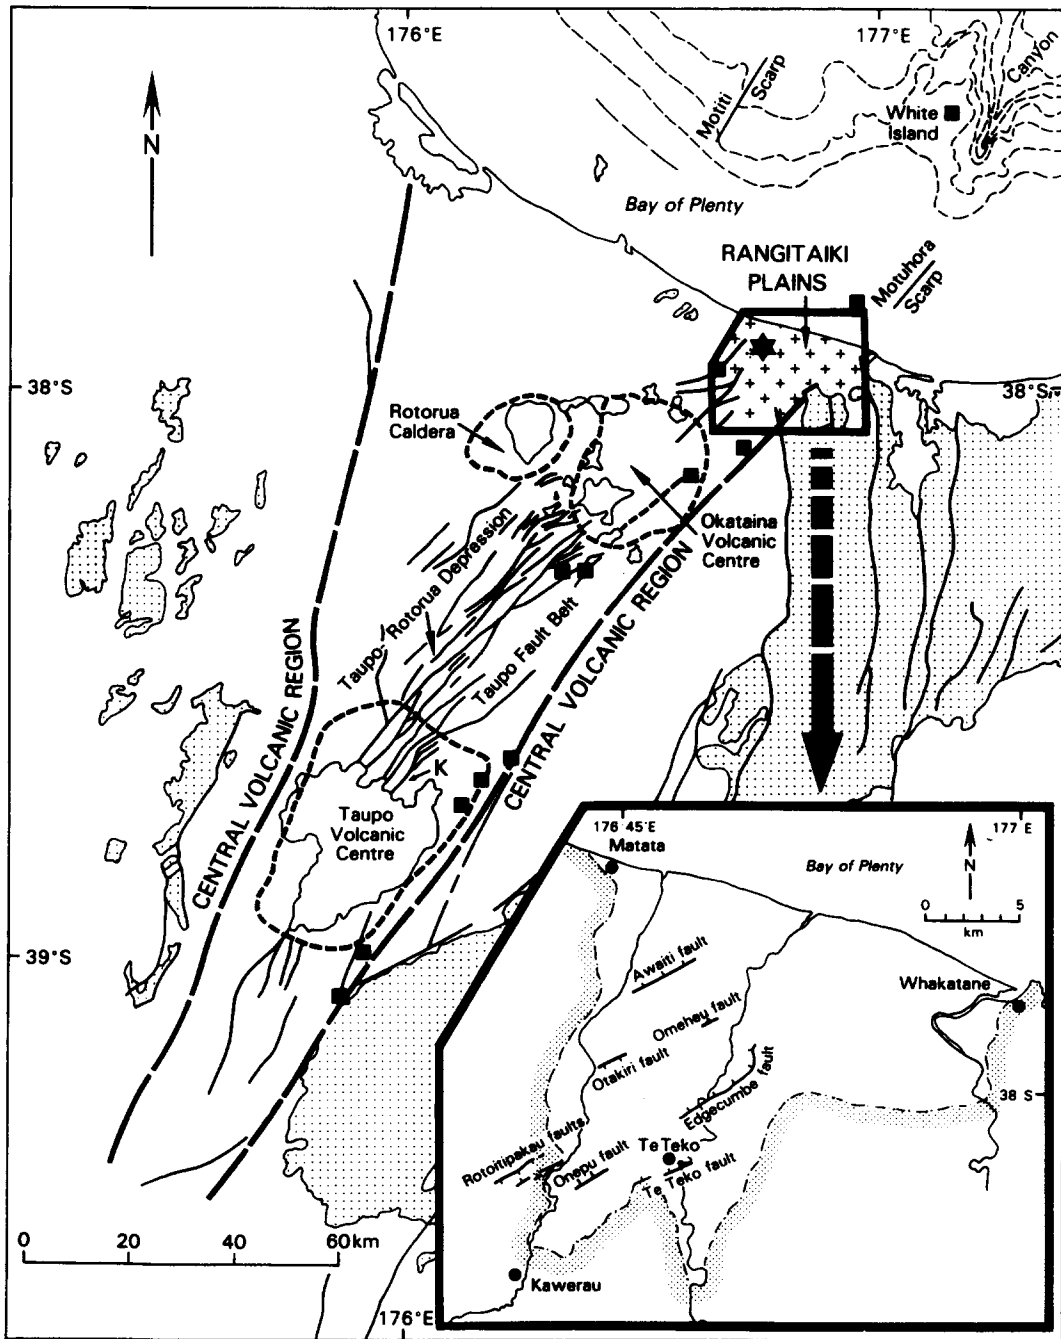 176°E
177°E
N
Motiti
Scarp
Canyon
White
Island
Bay of Plenty
RANGITAIKI
PLAINS
Motuhora
Scarp
38°S
38°S
Rotorua
Caldera
Okataina
Volcanic
Centre
Taupo-Rotorua Depression
Taupo Fault Belt
CENTRAL VOLCANIC REGION
CENTRAL VOLCANIC REGION
K
Taupo
Volcanic
Centre
39°S
0 20 40 60km
176°E
176°45'E
177°E
Matata
Bay of Plenty
N
0 5
km
Awaiti fault
Whakatane
Omeheu fault
Otakiri fault
Edgecumbe fault
38°S
Rotoitipakau faults
Onepu fault
Te Teko
Te Teko fault
Kawerau